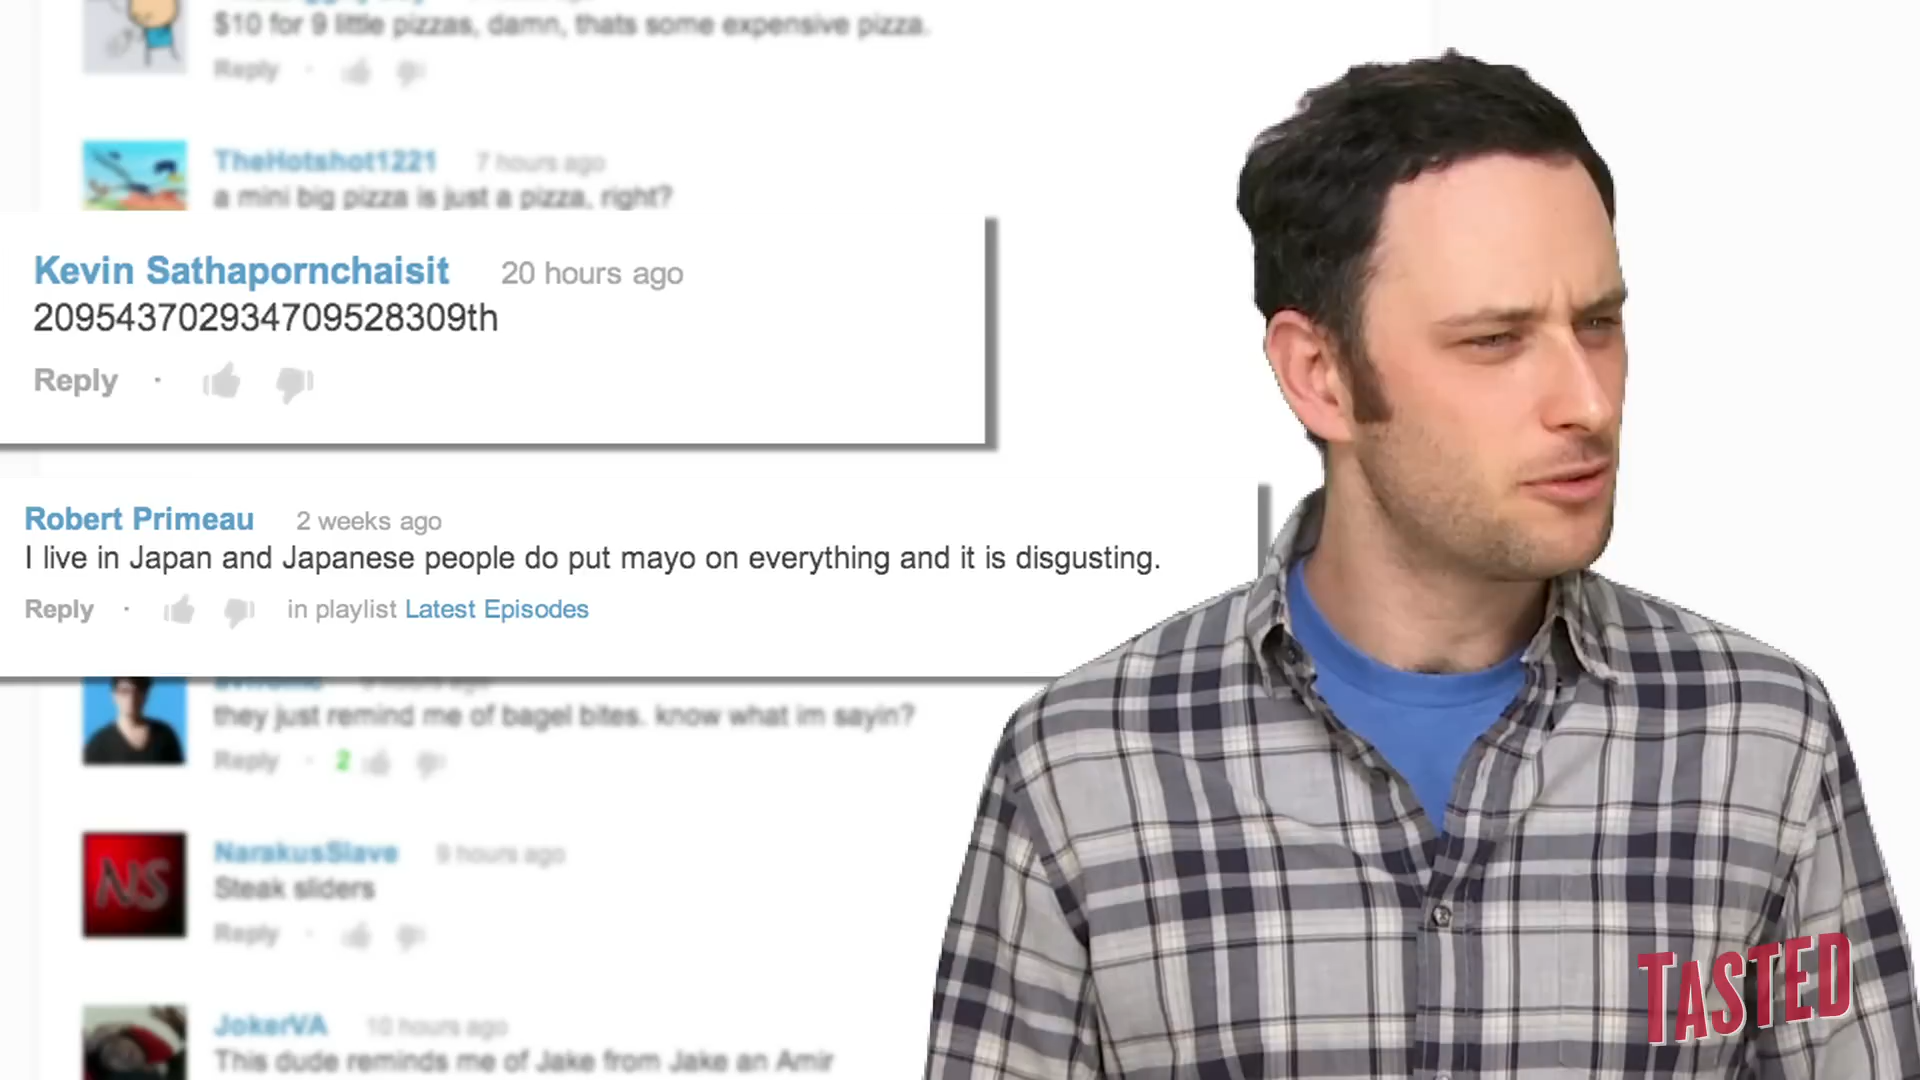 $10 for 9 little pizzas, damn, thats some expensive pizza.
Reply ·
TheHotshot1221 7 hours ago
a mini big pizza is just a pizza, right?
Kevin Sathapornchaisit 20 hours ago
209543702934709528309th
Reply ·
Robert Primeau 2 weeks ago
I live in Japan and Japanese people do put mayo on everything and it is disgusting.
Reply · in playlist Latest Episodes
they just remind me of bagel bites. know what im sayin?
Reply · 2
NarakusSlave 9 hours ago
NS
Steak sliders
Reply ·
JokerVA 10 hours ago
This dude reminds me of Jake from Jake an Amir
TASTED